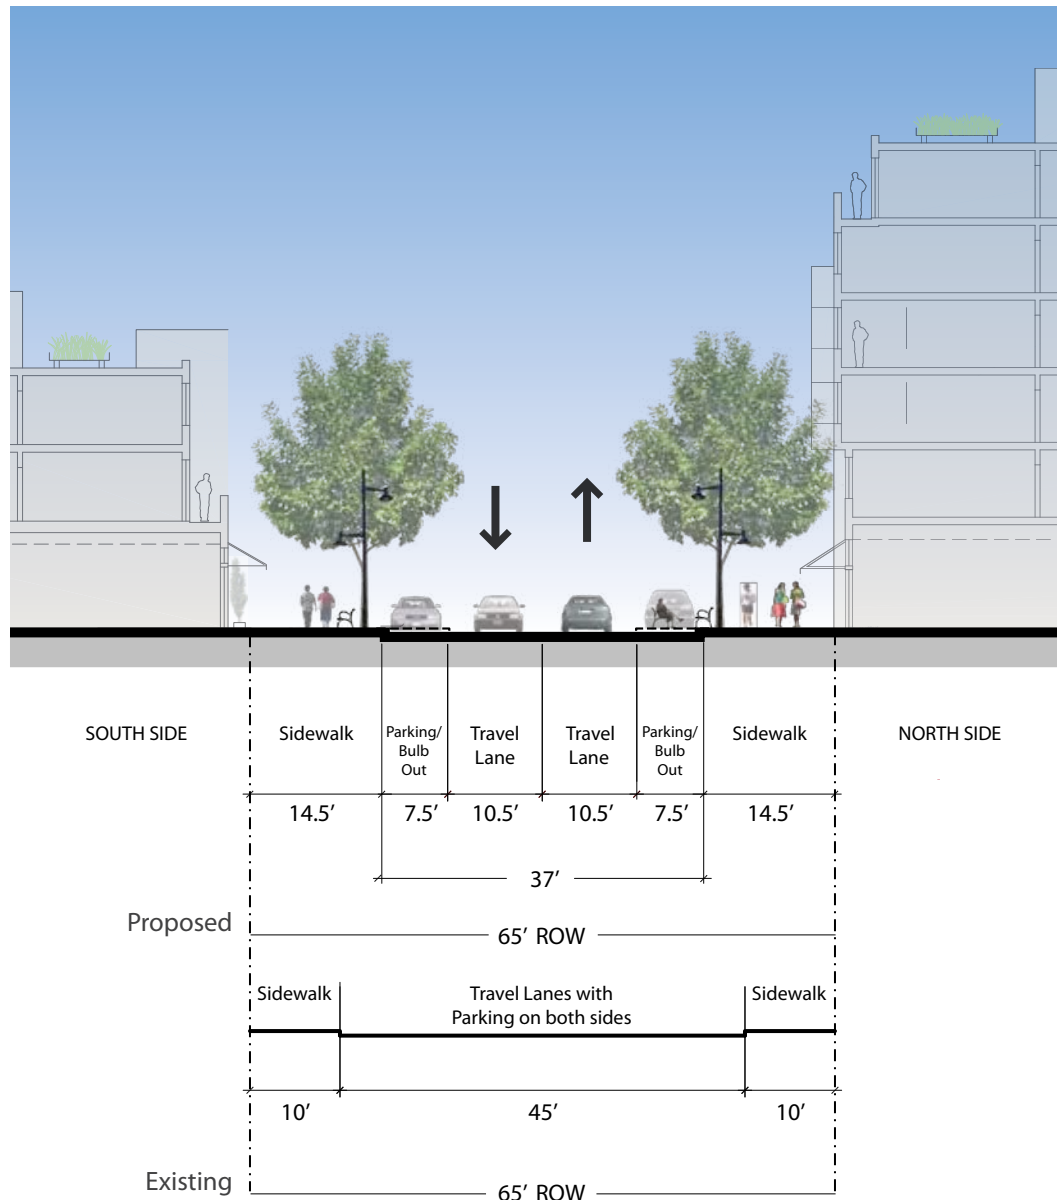 SOUTH SIDE
Sidewalk
Parking/
Bulb
Out
Travel
Lane
Travel
Lane
Parking/
Bulb
Out
Sidewalk
NORTH SIDE
14.5’
7.5’
10.5’
10.5’
7.5’
14.5’
37’
Proposed
65’ ROW
Sidewalk
Travel Lanes with
Parking on both sides
Sidewalk
10’
45’
10’
Existing
65’ ROW